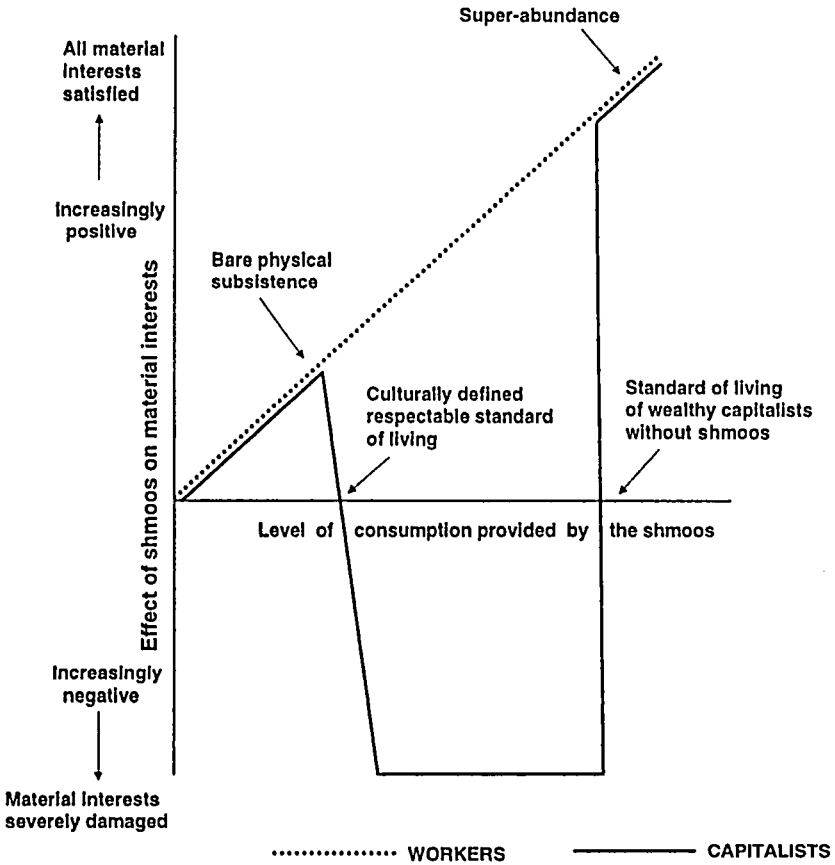 Super-abundance
All material
interests
satisfied
Increasingly
positive
Bare physical
subsistence
Effect of shmoos on material interests
Culturally defined
respectable standard
of living
Standard of living
of wealthy capitalists
without shmoos
Level of consumption provided by the shmoos
Increasingly
negative
Material interests
severely damaged
WORKERS
CAPITALISTS